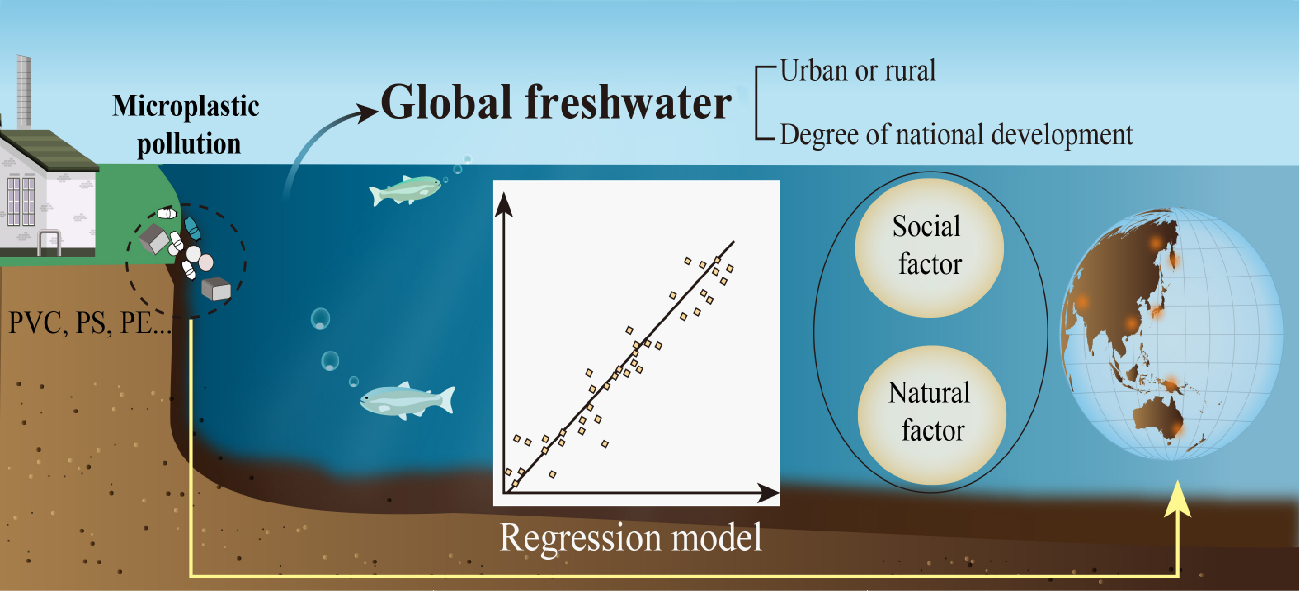 Microplastic
pollution
Global freshwater
Urban or rural
Degree of national development
PVC, PS, PE...
Social
factor
Natural
factor
Regression model